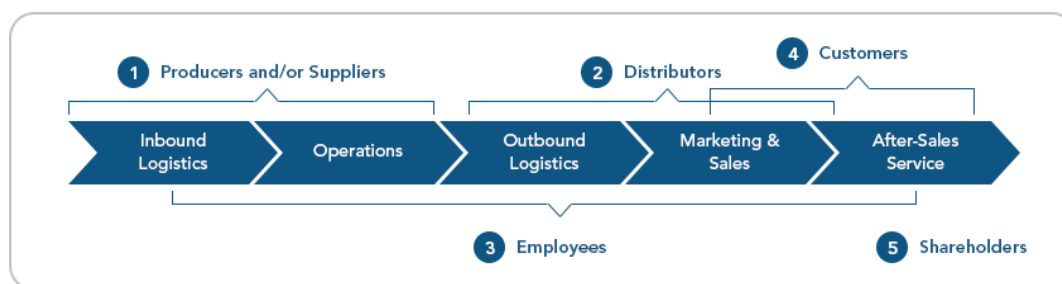 4 Customers
1 Producers and/or Suppliers
2 Distributors
Inbound
Logistics
Operations
Outbound
Logistics
Marketing &
Sales
After-Sales
Service
3 Employees
5 Shareholders